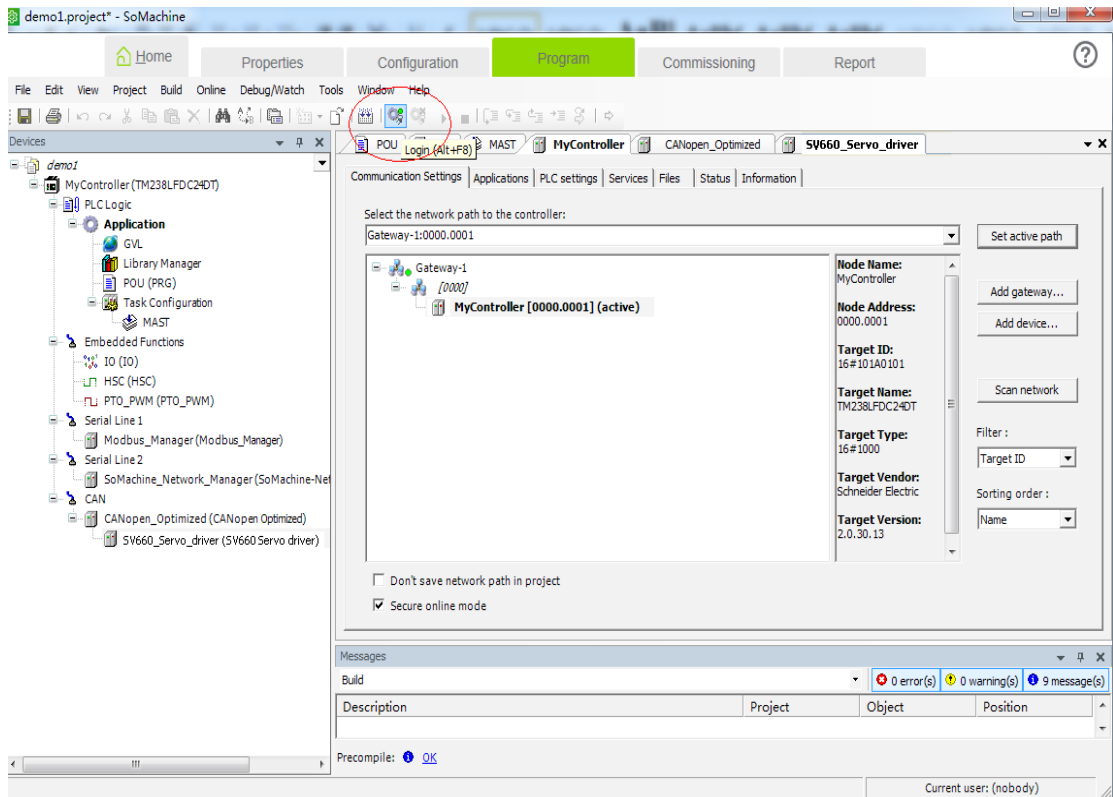 demo1.project* - SoMachine
Home
Properties
Configuration
Program
Commissioning
Report
File Edit View Project Build Online Debug/Watch Tools Window Help
Devices
POU
MAST
MyController
CANopen_Optimized
SV660_Servo_driver
Login (Alt+F8)
demo1
MyController (TM238LFDC24DT)
PLC Logic
Application
GVL
Library Manager
POU (PRG)
Task Configuration
MAST
Embedded Functions
IO (IO)
HSC (HSC)
PTO_PWM (PTO_PWM)
Serial Line 1
Modbus_Manager (Modbus_Manager)
Serial Line 2
SoMachine_Network_Manager (SoMachine-Net
CAN
CANopen_Optimized (CANopen Optimized)
SV660_Servo_driver (SV660 Servo driver)
Communication Settings Applications PLC settings Services Files Status Information
Select the network path to the controller:
Gateway-1:0000.0001
Set active path
Gateway-1
[0000]
MyController [0000.0001] (active)
Node Name:
MyController
Node Address:
0000.0001
Target ID:
16#101A0101
Target Name:
TM238LFDC24DT
Target Type:
16#1000
Target Vendor:
Schneider Electric
Target Version:
2.0.30.13
Add gateway...
Add device...
Scan network
Filter :
Target ID
Sorting order :
Name
Don't save network path in project
Secure online mode
Messages
Build
0 error(s)
0 warning(s)
9 message(s)
Description Project Object Position
Precompile: OK
Current user: (nobody)